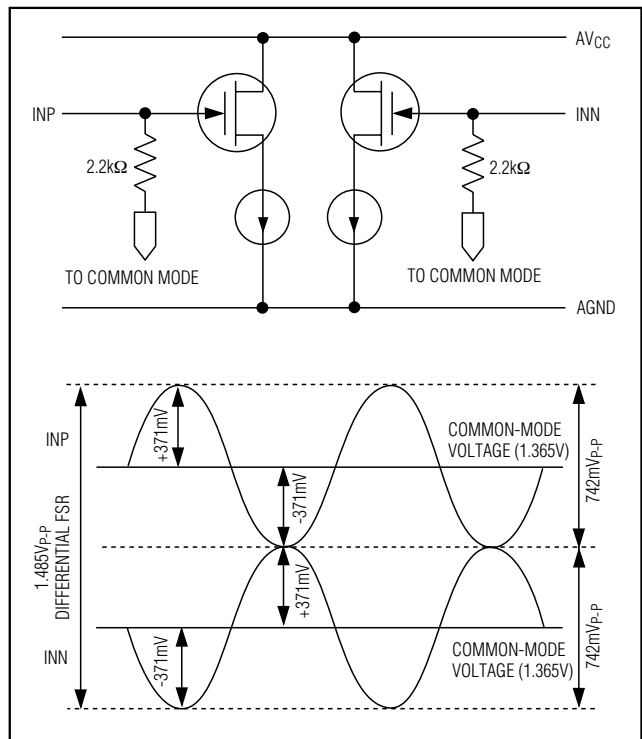 AVCC
INP
INN
2.2kΩ
2.2kΩ
TO COMMON MODE
TO COMMON MODE
AGND
INP
+371mV
COMMON-MODE
VOLTAGE (1.365V)
-371mV
742mVP-P
1.485VP-P
DIFFERENTIAL FSR
+371mV
INN
-371mV
COMMON-MODE
VOLTAGE (1.365V)
742mVP-P